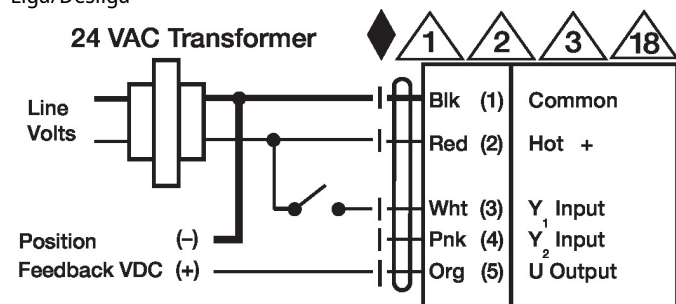 Liga/Desliga
24 VAC Transformer
1 2 3 18
Line Volts
Blk (1) Common
Red (2) Hot +
Wht (3) Y1 Input
Pnk (4) Y2 Input
Org (5) U Output
Position (–)
Feedback VDC (+)